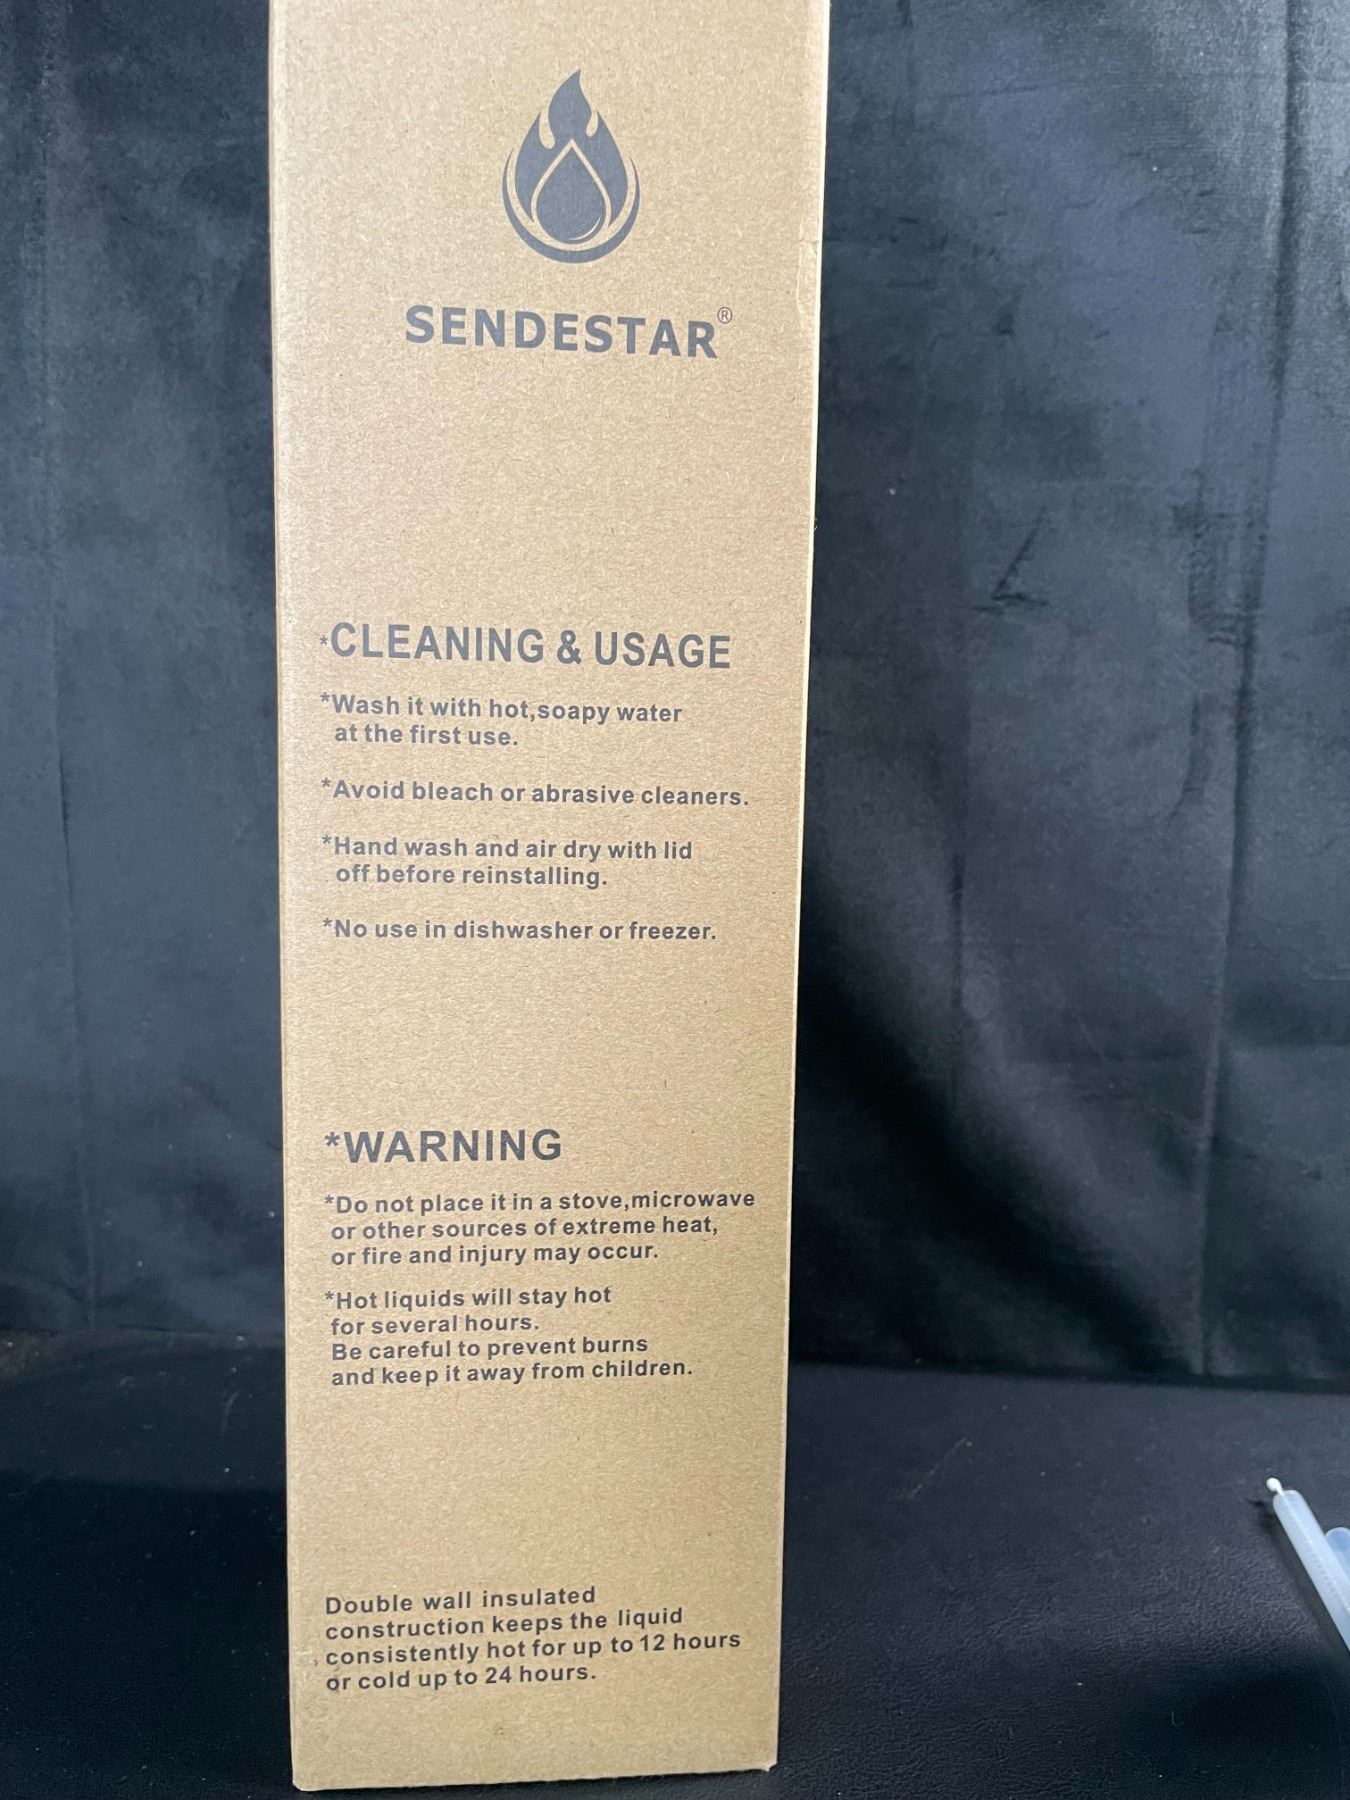 SENDESTAR®
*CLEANING & USAGE
*Wash it with hot,soapy water
at the first use.
*Avoid bleach or abrasive cleaners.
*Hand wash and air dry with lid
off before reinstalling.
*No use in dishwasher or freezer.
*WARNING
*Do not place it in a stove,microwave
or other sources of extreme heat,
or fire and injury may occur.
*Hot liquids will stay hot
for several hours.
Be careful to prevent burns
and keep it away from children.
Double wall insulated
construction keeps the liquid
consistently hot for up to 12 hours
or cold up to 24 hours.